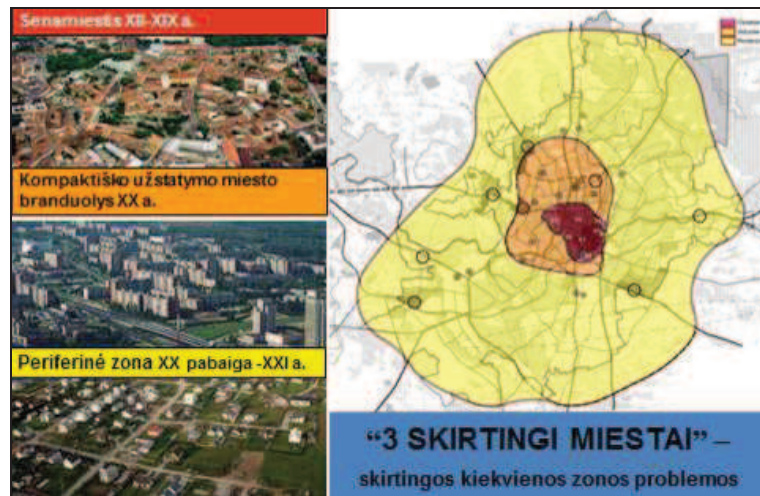 Senamiestis XII-XIX a.
Kompaktiško užstatymo miesto
branduolys XX a.
Periferinė zona XX pabaiga -XXI a.
“3 SKIRTINGI MIESTAI” –
skirtingos kiekvienos zonos problemos